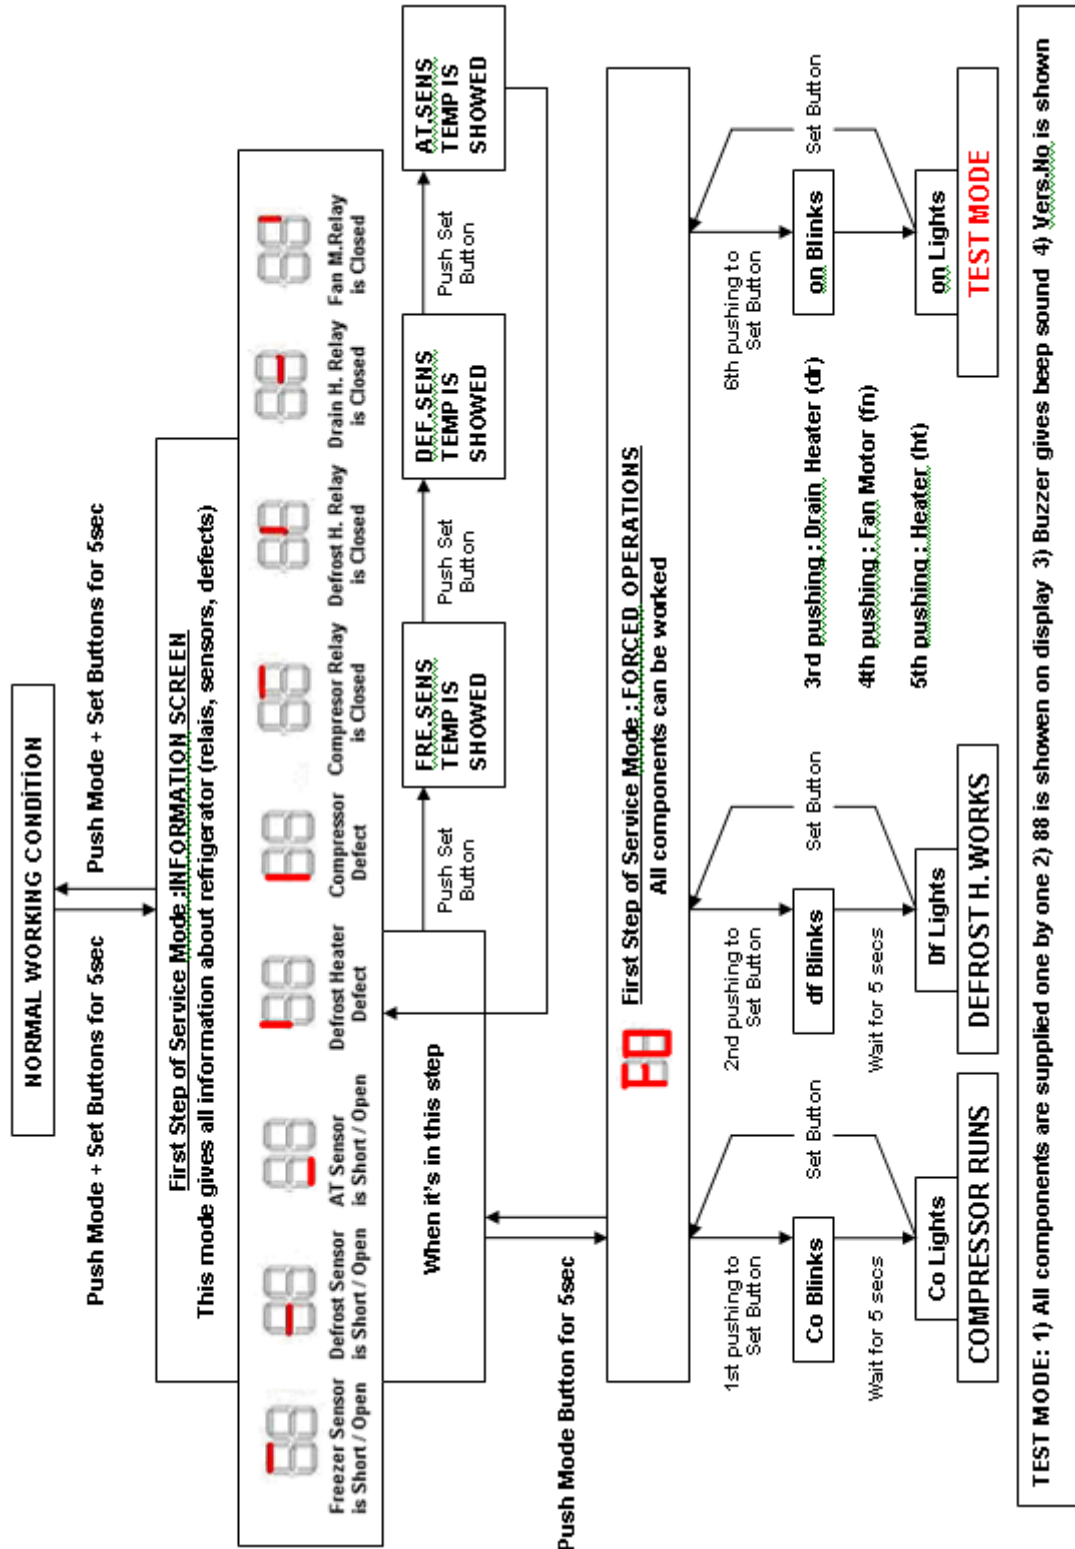 NORMAL WORKING CONDITION
Push Mode + Set Buttons for 5sec
Push Mode + Set Buttons for 5sec
First Step of Service Mode :INFORMATION SCREEN
This mode gives all information about refrigerator (relais, sensors, defects)
Freezer Sensor
is Short / Open
Defrost Sensor
is Short / Open
AT Sensor
is Short / Open
Defrost Heater
Defect
Compressor
Defect
Compresor Relay
is Closed
Defrost H. Relay
is Closed
Drain H. Relay
is Closed
Fan M.Relay
is Closed
When it's in this step
Push Set
Button
FRE.SENS
TEMP IS
SHOWED
Push Set
Button
DEF.SENS
TEMP IS
SHOWED
Push Set
Button
AT.SENS
TEMP IS
SHOWED
Push Mode Button for 5sec
F0
First Step of Service Mode : FORCED OPERATIONS
All components can be worked
1st pushing to
Set Button
Co Blinks
Wait for 5 secs
Co Lights
COMPRESSOR RUNS
Set Button
2nd pushing to
Set Button
df Blinks
Wait for 5 secs
Df Lights
DEFROST H. WORKS
Set Button
3rd pushing : Drain Heater (dr)
4th pushing : Fan Motor (fn)
5th pushing : Heater (ht)
6th pushing to
Set Button
on Blinks
on Lights
TEST MODE
Set Button
TEST MODE: 1) All components are supplied one by one 2) 88 is showen on display 3) Buzzer gives beep sound 4) Vers.No is shown